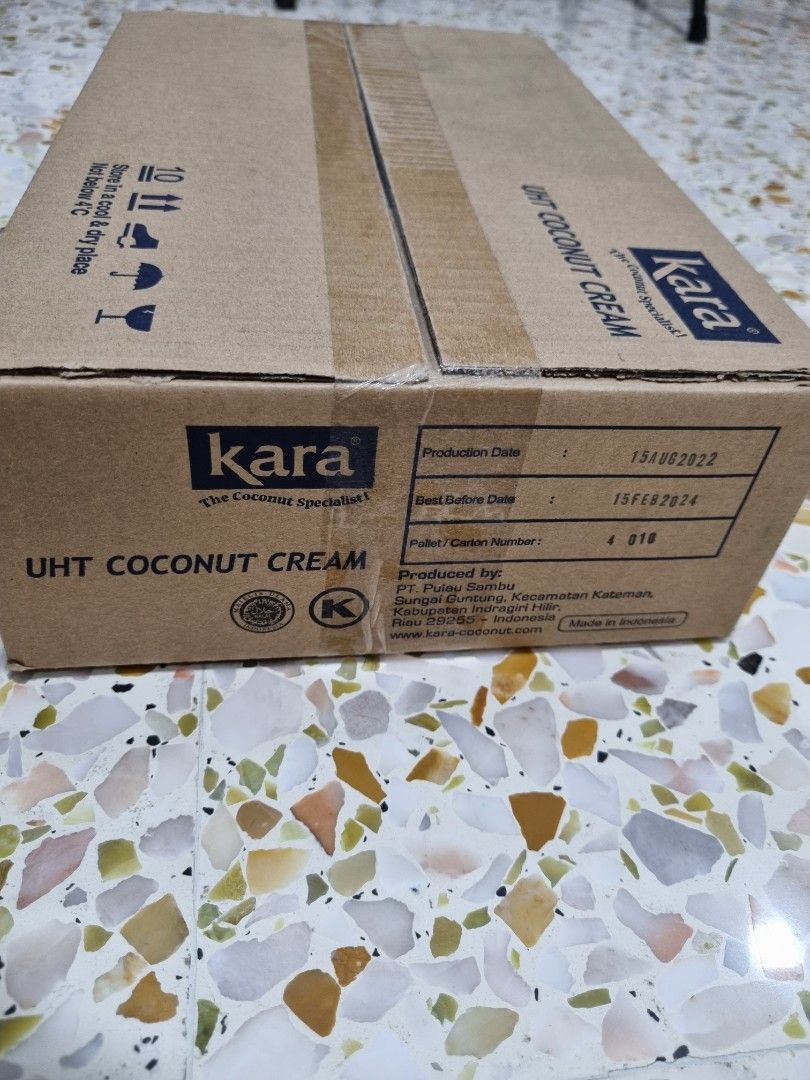 10
Store in a cool & dry place
Not below 4°C
kara®
The Coconut Specialist!
UHT COCONUT CREAM
kara®
The Coconut Specialist!
UHT COCONUT CREAM
HALAL
INDONESIA
K
Production Date : 15AUG2022
Best Before Date : 15FEB2024
Pallet / Carton Number : 4 010
Produced by:
PT. Pulau Sambu
Sungai Guntung, Kecamatan Kateman,
Kabupaten Indragiri Hilir.
Riau 29255 - Indonesia
Made in Indonesia
www.kara-coconut.com